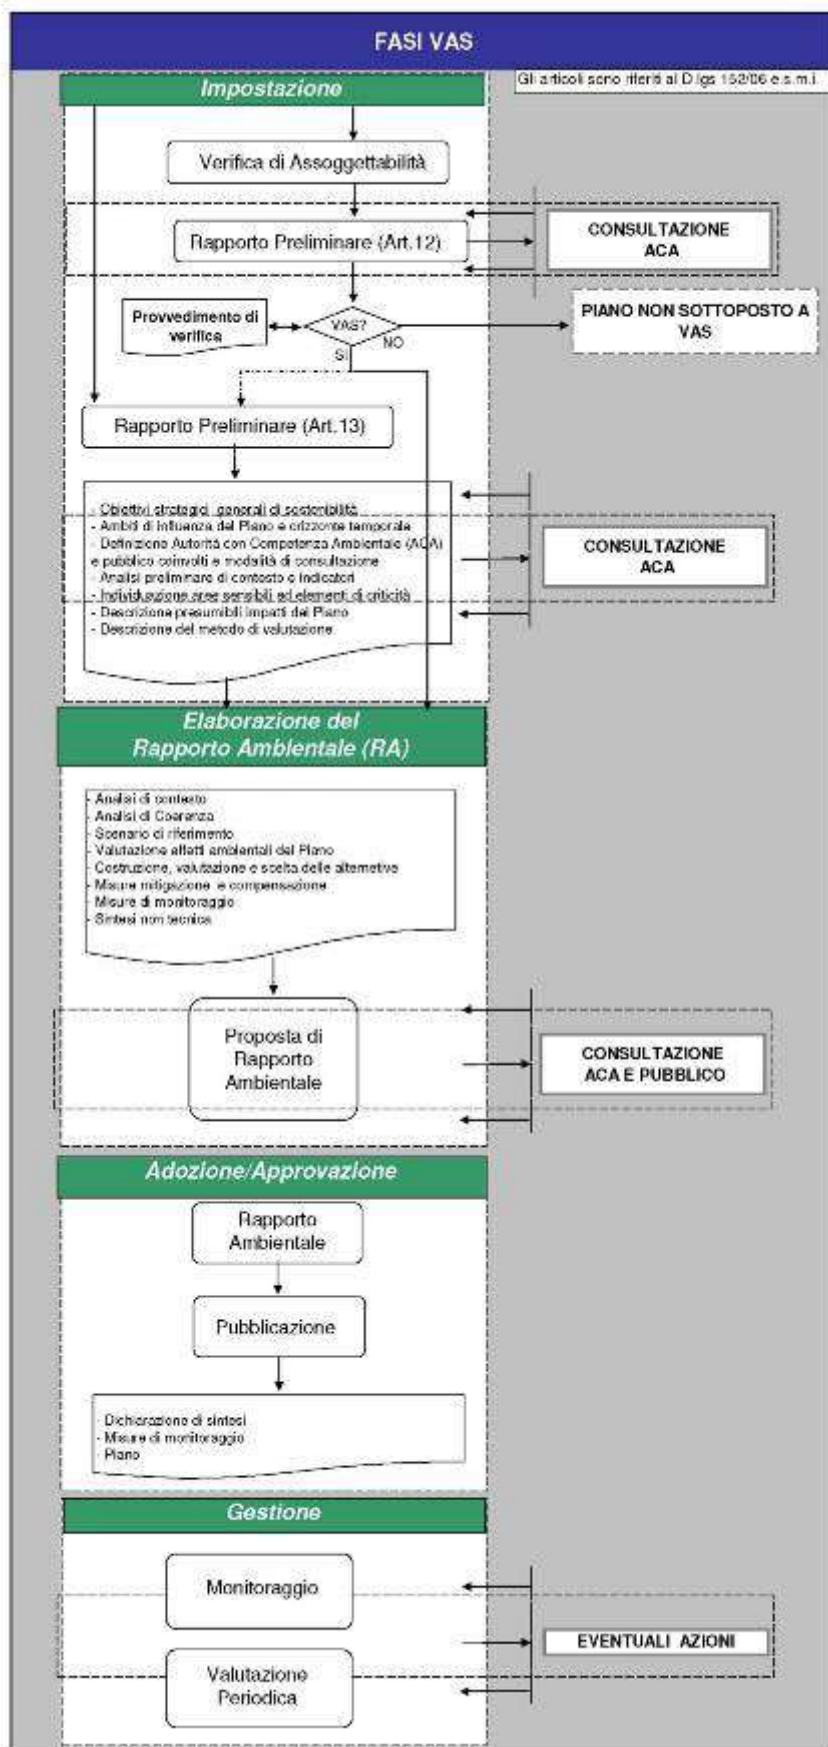 FASI VAS
Impostazione
Gli articoli sono riferiti al D.lgs 152/06 e.s.m.i.
Verifica di Assoggettabilità
Rapporto Preliminare (Art.12)
CONSULTAZIONE
ACA
Provvedimento di
verifica
VAS?
NO
SI
PIANO NON SOTTOPOSTO A
VAS
Rapporto Preliminare (Art.13)
- Obiettivi strategici generali di sostenibilità
- Ambiti di influenza del Piano e orizzonte temporale
- Definizione Autorità con Competenza Ambientale (ACA)
e pubblico coinvolti e modalità di consultazione
- Analisi preliminare di contesto e indicatori
- Individuazione aree sensibili ed elementi di criticità
- Descrizione presumibili impatti del Piano
- Descrizione del metodo di valutazione
CONSULTAZIONE
ACA
Elaborazione del
Rapporto Ambientale (RA)
- Analisi di contesto
- Analisi di Coerenza
- Scenario di riferimento
- Valutazione effetti ambientali del Piano
- Costruzione, valutazione e scelta delle alternative
- Misure mitigazione e compensazione
- Misure di monitoraggio
- Sintesi non tecnica
Proposta di
Rapporto
Ambientale
CONSULTAZIONE
ACA E PUBBLICO
Adozione/Approvazione
Rapporto
Ambientale
Pubblicazione
- Dichiarazione di sintesi
- Misure di monitoraggio
- Piano
Gestione
Monitoraggio
EVENTUALI AZIONI
Valutazione
Periodica